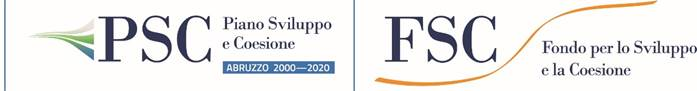 PSC
Piano Sviluppo
e Coesione
ABRUZZO 2000—2020
FSC
Fondo per lo Sviluppo
e la Coesione